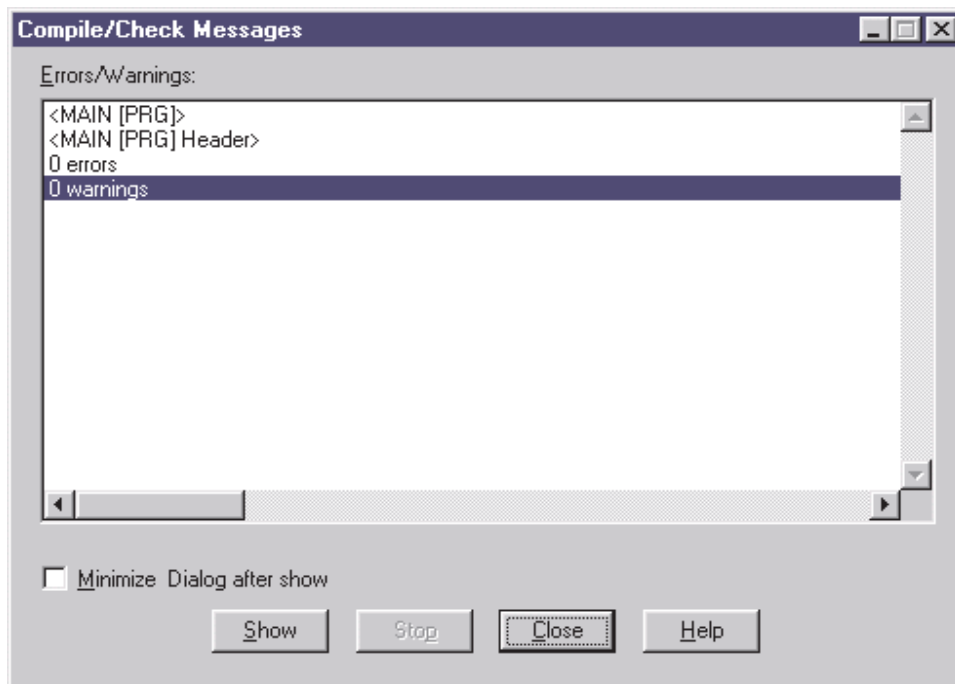 Compile/Check Messages
Errors/Warnings:
<MAIN [PRG]>
<MAIN [PRG] Header>
0 errors
0 warnings
Minimize Dialog after show
Show Stop Close Help